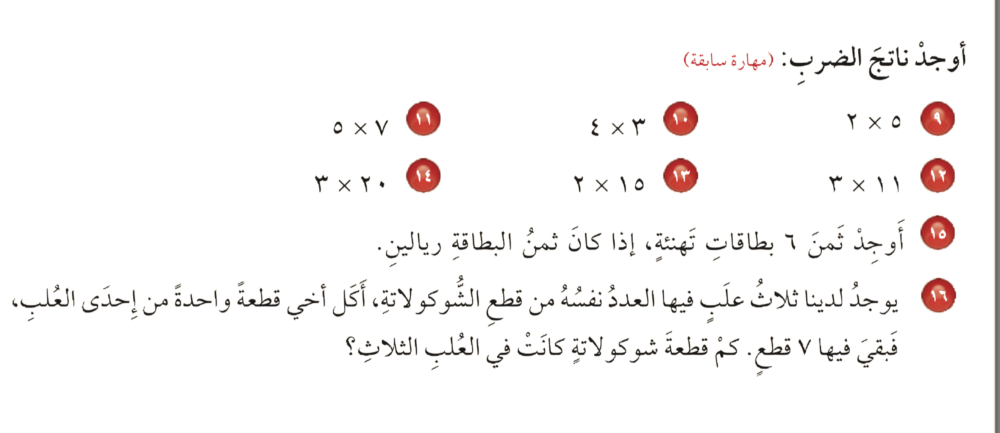 أوجدْ ناتجَ الضربِ: (مهارة سابقة)
٩ ٥ × ٢ ١٠ ٣ × ٤ ١١ ٧ × ٥
١٢ ١١ × ٣ ١٣ ١٥ × ٢ ١٤ ٢٠ × ٣
١٥ أَوجِدْ ثَمنَ ٦ بطاقاتِ تَهنئةٍ، إذا كانَ ثمنُ البطاقةِ ريالينِ.
١٦ يوجدُ لدينا ثلاثُ علَبٍ فيها العددُ نفسُهُ من قطعِ الشُّوكولاتةِ، أَكَل أخي قطعةً واحدةً من إِحدَى العُلبِ،
فَبقيَ فيها ٧ قطعٍ. كمْ قطعةَ شوكولاتةٍ كانَتْ في العُلبِ الثلاثِ؟